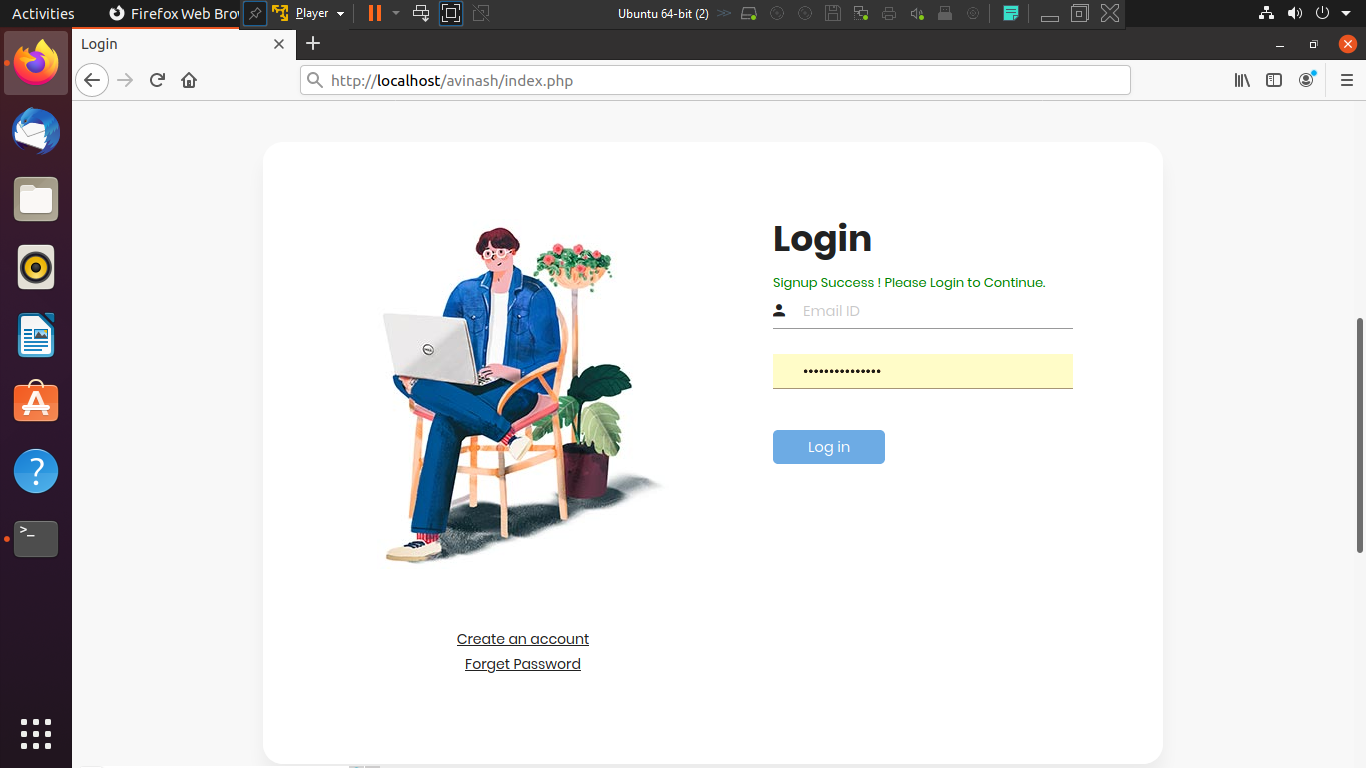 Activities
Firefox Web Brow
Player
Ubuntu 64-bit (2)
Login
http://localhost/avinash/index.php
Login
Signup Success ! Please Login to Continue.
Email ID
•••••••••••••••
Log in
DELL
Create an account
Forget Password
?
>_